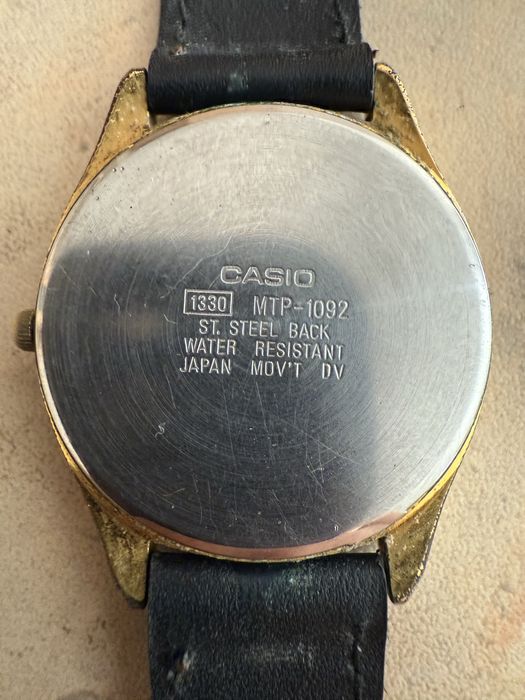 CASIO
1330 MTP-1092
ST. STEEL BACK
WATER RESISTANT
JAPAN MOV'T DV